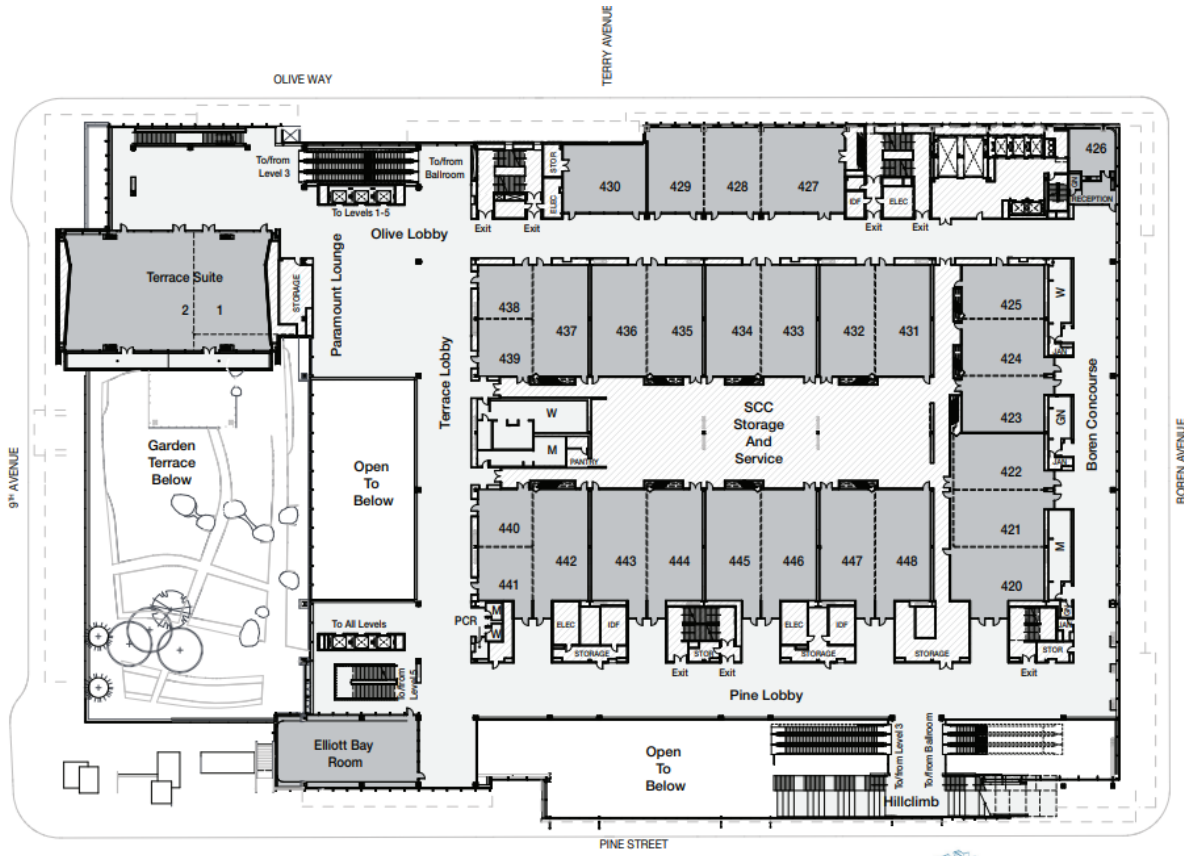 TERRY AVENUE
OLIVE WAY
To/from
Level 3
To/from
Ballroom
To Levels 1-5
STOR
ELEC
430
429
428
427
IDF
ELEC
426
GN
RECEPTION
Exit
Exit
Exit
Exit
Olive Lobby
Paramount Lounge
Terrace Suite
2
1
STORAGE
438
439
437
436
435
434
433
432
431
425
424
423
W
JAN
GN
JAN
Terrace Lobby
Boren Concourse
W
M
PANTRY
SCC
Storage
And
Service
Garden
Terrace
Below
Open
To
Below
9TH AVENUE
BOREN AVENUE
422
421
420
M
440
441
442
443
444
445
446
447
448
To All Levels
PCR
M
W
ELEC
IDF
STORAGE
STOR
ELEC
IDF
STORAGE
STORAGE
JAN
STOR
Exit
Exit
Exit
To/from
Level 5
Pine Lobby
Elliott Bay
Room
Open
To
Below
To/from Level 3
To/from Ballroom
Hillclimb
PINE STREET